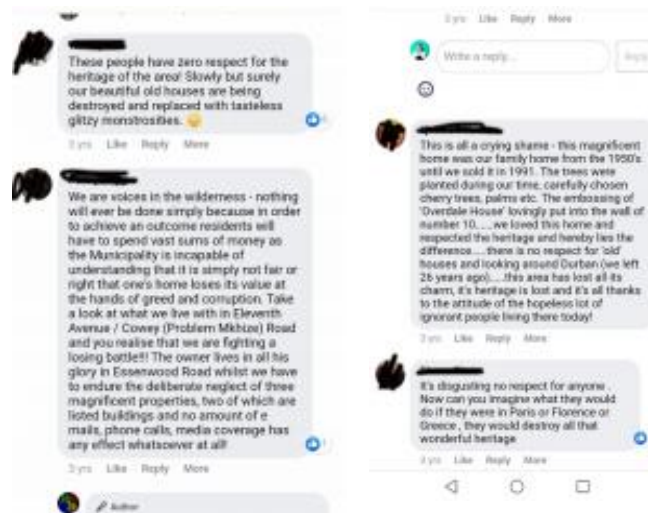 These people have zero respect for the
heritage of the area! Slowly but surely
our beautiful old houses are being
destroyed and replaced with tasteless
glitzy monstrosities.
3 yrs Like Reply More
We are voices in the wilderness - nothing
will ever be done simply because in order
to achieve an outcome residents will
have to spend vast sums of money as
the Municipality is incapable of
understanding that it is simply not fair or
right that one's home loses its value at
the hands of greed and corruption. Take
a look at what we live with in Eleventh
Avenue / Cowey (Problem Mkhize) Road
and you realise that we are fighting a
losing battle!!! The owner lives in all his
glory in Essenwood Road whilst we have
to endure the deliberate neglect of three
magnificent properties, two of which are
listed buildings and no amount of e
mails, phone calls, media coverage has
any effect whatsoever at all!
3 yrs Like Reply More
Author
3 yrs Like Reply More
Write a reply...
This is all a crying shame - this magnificent
home was our family home from the 1950's
until we sold it in 1991. The trees were
planted during our time, carefully chosen
cherry trees, palms etc. The embossing of
'Overdale House' lovingly put into the wall of
number 10.....we loved this home and
respected the heritage and hereby lies the
difference....there is no respect for 'old'
houses and looking around Durban (we left
26 years ago)....this area has lost all its
charm, it's heritage is lost and it's all thanks
to the attitude of the hopeless lot of
ignorant people living there today!
3 yrs Like Reply More
It's disgusting no respect for anyone .
Now can you imagine what they would
do if they were in Paris or Florence or
Greece , they would destroy all that
wonderful heritage
3 yrs Like Reply More